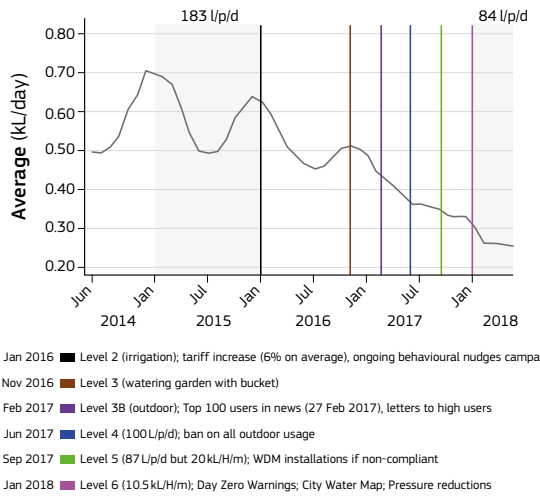 183 l/p/d 84 l/p/d
0.80
0.70
0.60
0.50
0.40
0.30
0.20
Average (kL/day)
Jun Jan Jul Jan Jul Jan Jul Jan
2014 2015 2016 2017 2018
Jan 2016 Level 2 (irrigation); tariff increase (6% on average), ongoing behavioural nudges campa
Nov 2016 Level 3 (watering garden with bucket)
Feb 2017 Level 3B (outdoor); Top 100 users in news (27 Feb 2017), letters to high users
Jun 2017 Level 4 (100 L/p/d); ban on all outdoor usage
Sep 2017 Level 5 (87 L/p/d but 20 kL/H/m); WDM installations if non-compliant
Jan 2018 Level 6 (10.5 kL/H/m); Day Zero Warnings; City Water Map; Pressure reductions